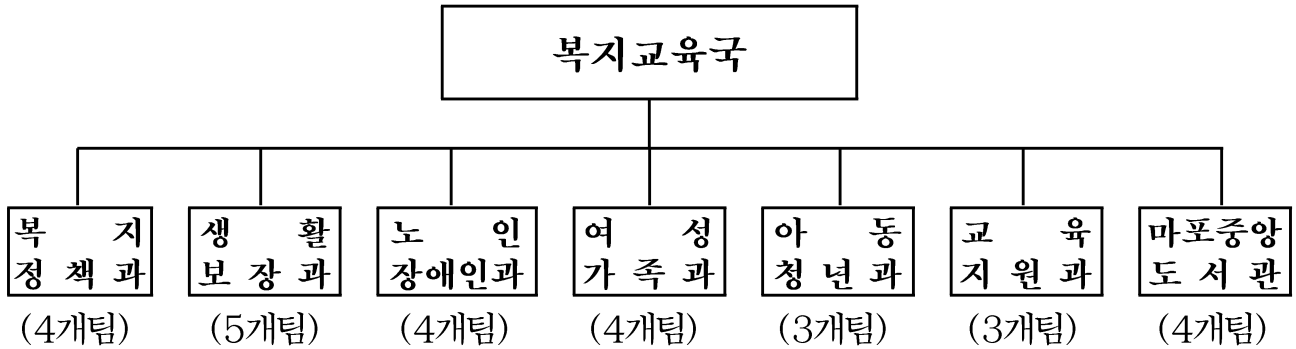 복지교육국
복지
정책과
생활
보장과
노인
장애인과
여성
가족과
아동
청년과
교육
지원과
마포중앙
도서관
(4개팀)
(5개팀)
(4개팀)
(4개팀)
(3개팀)
(3개팀)
(4개팀)